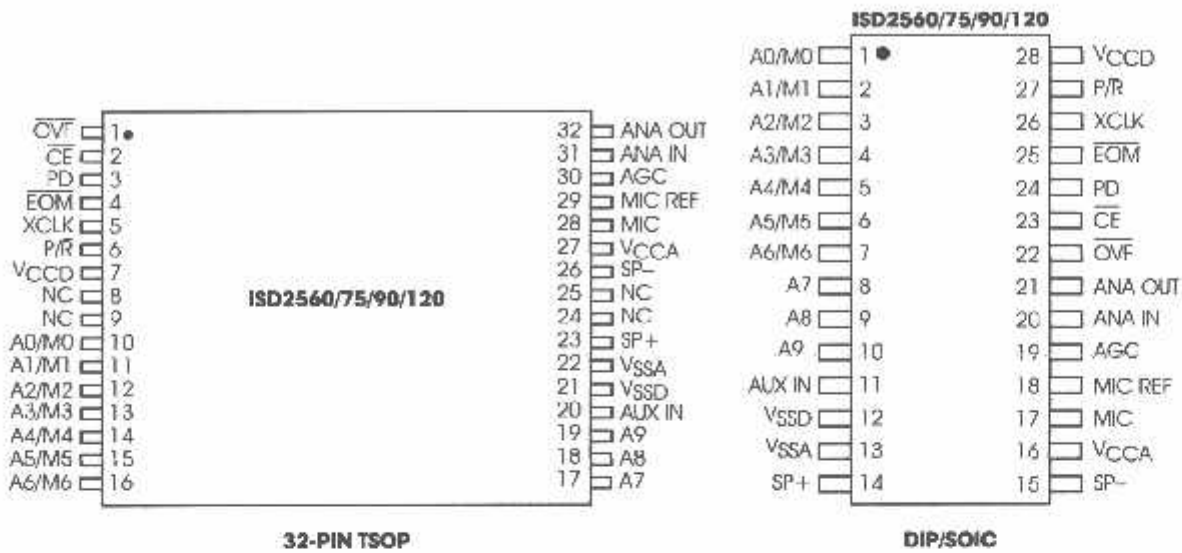 ISD2560/75/90/120
OVF 1 32 ANA OUT
CE 2 31 ANA IN
PD 3 30 AGC
EOM 4 29 MIC REF
XCLK 5 28 MIC
P/R 6 27 VCCA
VCCD 7 26 SP–
NC 8 25 NC
NC 9 24 NC
A0/M0 10 23 SP+
A1/M1 11 22 VSSA
A2/M2 12 21 VSSD
A3/M3 13 20 AUX IN
A4/M4 14 19 A9
A5/M5 15 18 A8
A6/M6 16 17 A7
32-PIN TSOP
ISD2560/75/90/120
A0/M0 1 28 VCCD
A1/M1 2 27 P/R
A2/M2 3 26 XCLK
A3/M3 4 25 EOM
A4/M4 5 24 PD
A5/M5 6 23 CE
A6/M6 7 22 OVF
A7 8 21 ANA OUT
A8 9 20 ANA IN
A9 10 19 AGC
AUX IN 11 18 MIC REF
VSSD 12 17 MIC
VSSA 13 16 VCCA
SP+ 14 15 SP–
DIP/SOIC